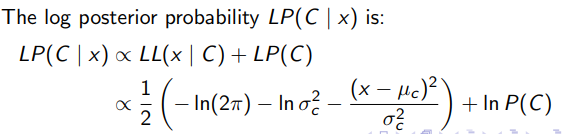 The log posterior probability LP(C | x) is:
LP(C | x) ∝ LL(x | C) + LP(C)
∝ 1/2 ( − ln(2π) − ln σ_c^2 − (x − μ_c)^2 / σ_c^2 ) + ln P(C)